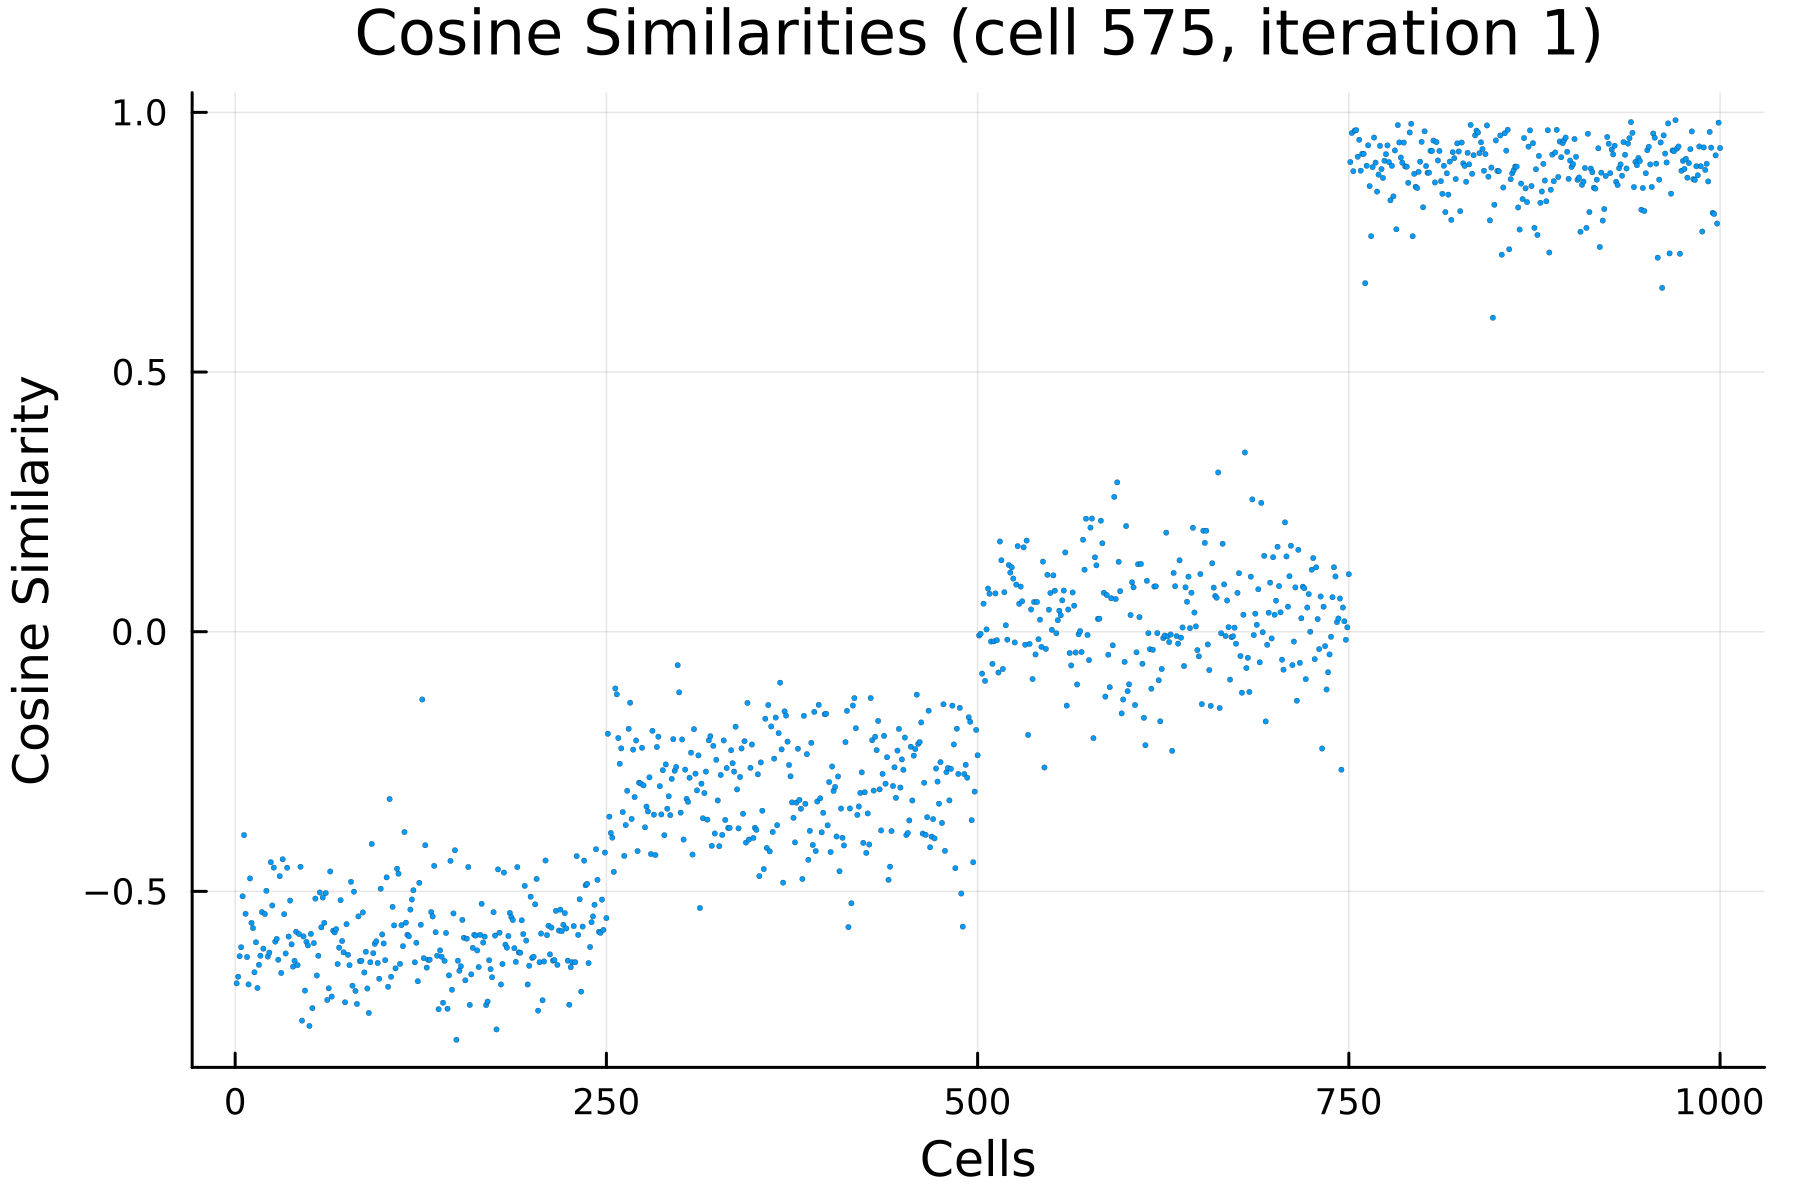 Cosine Similarities (cell 575, iteration 1)
1.0
0.5
0.0
−0.5
Cosine Similarity
0 250 500 750 1000
Cells